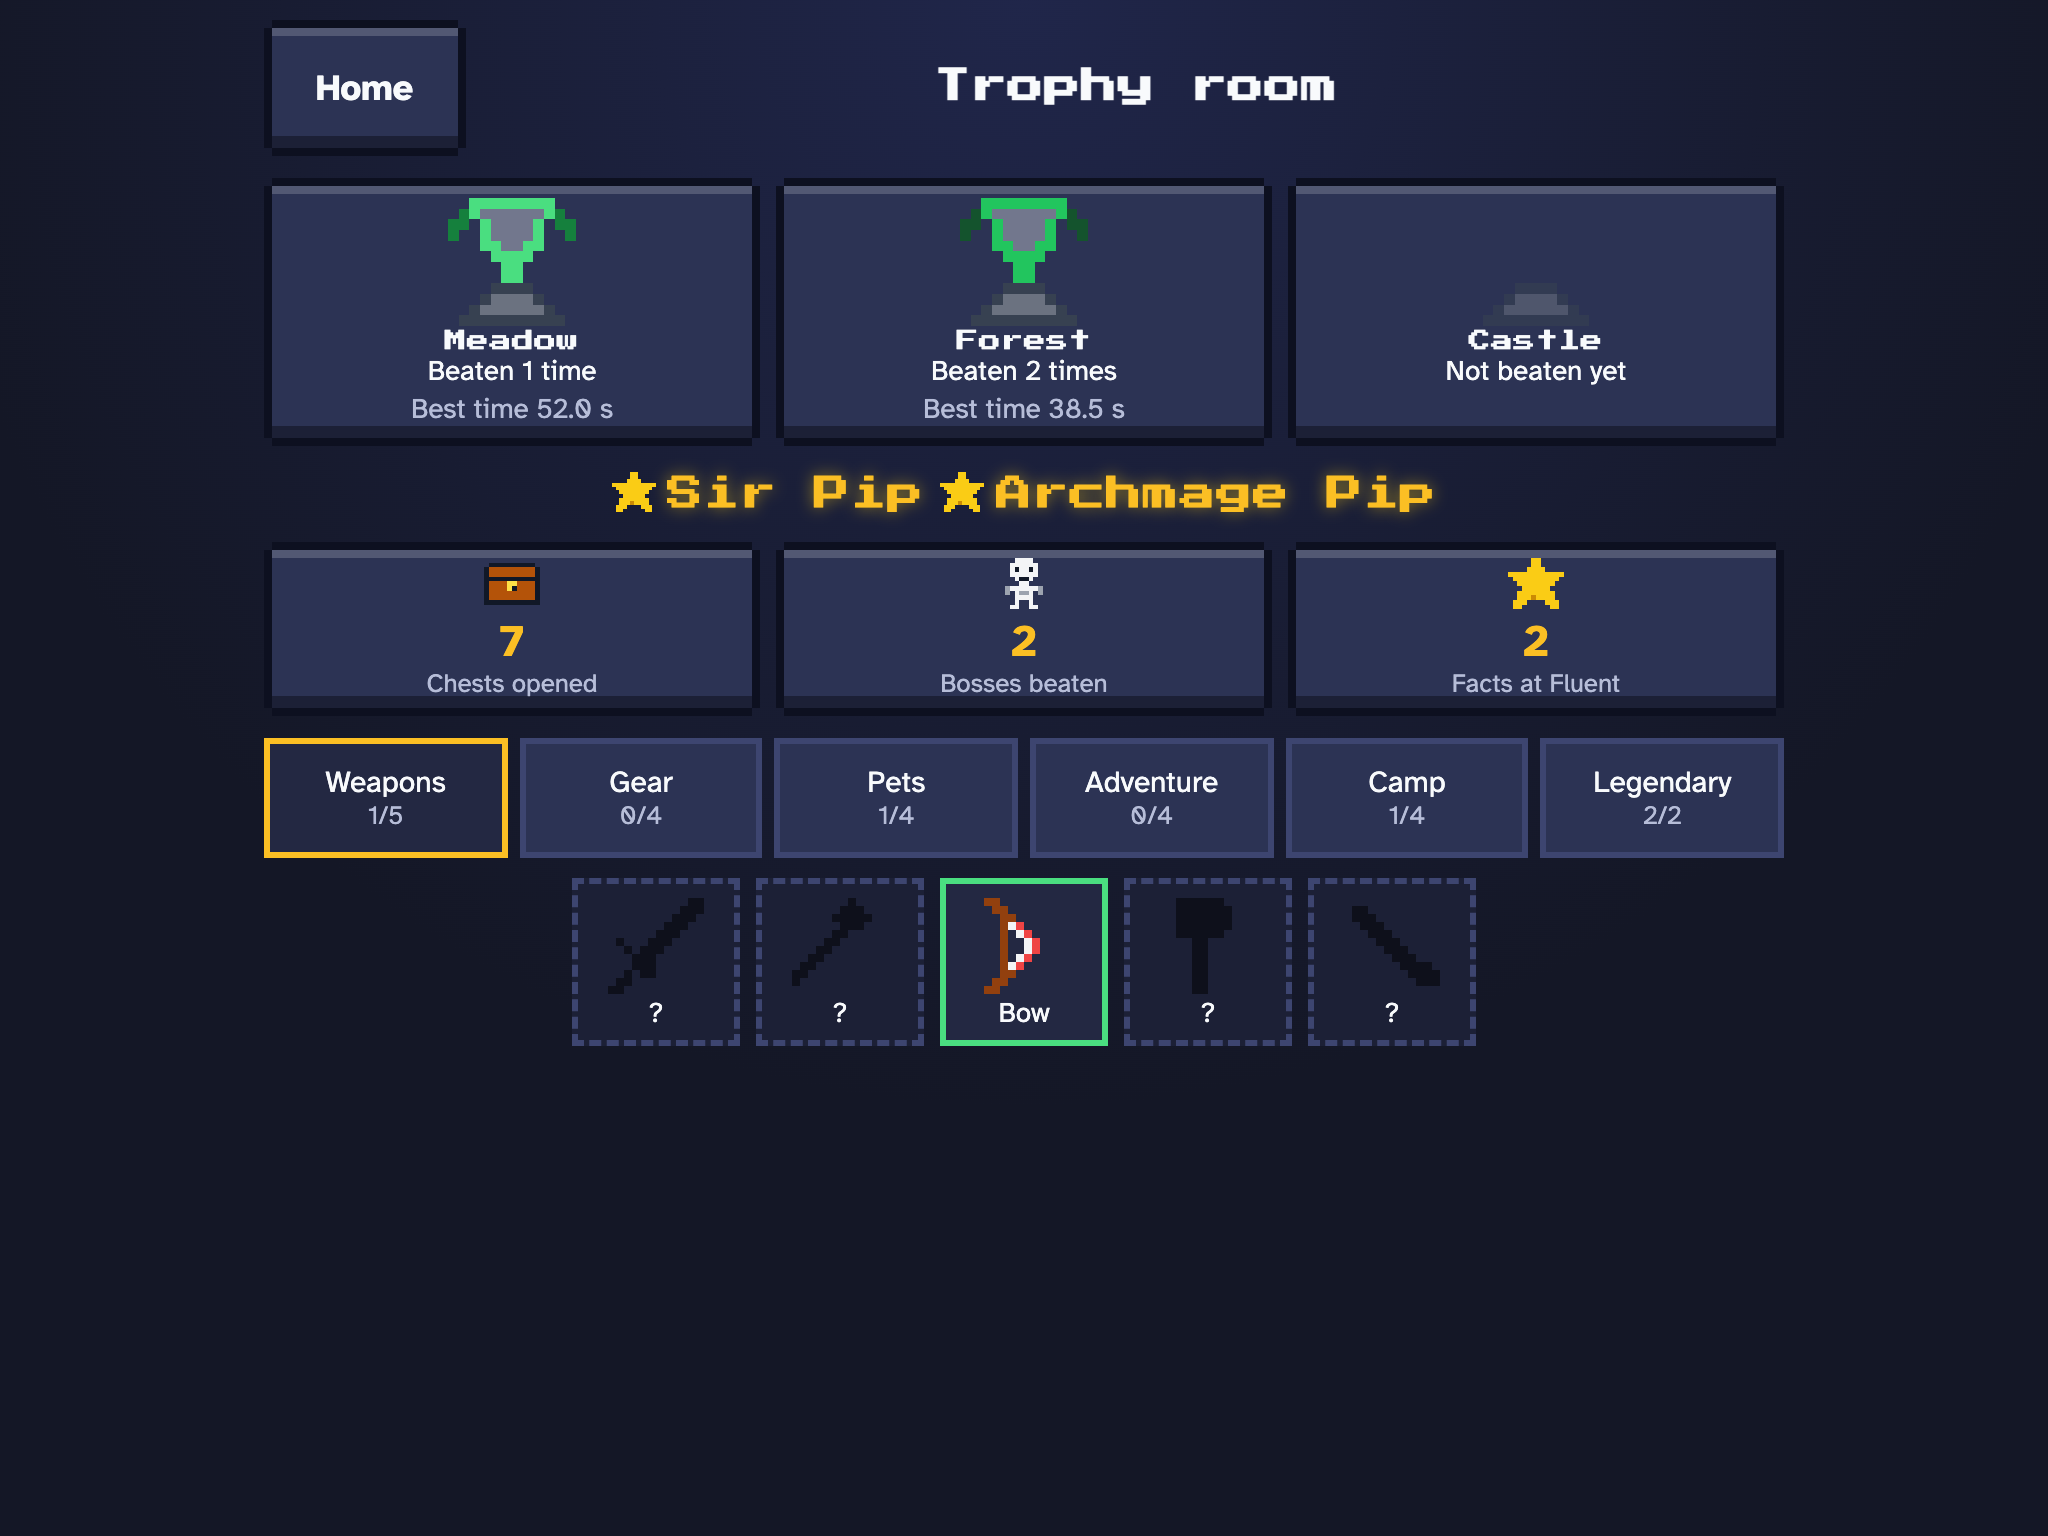 Home
Trophy room
Meadow
Beaten 1 time
Best time 52.0 s
Forest
Beaten 2 times
Best time 38.5 s
Castle
Not beaten yet
Sir Pip
Archmage Pip
7
Chests opened
2
Bosses beaten
2
Facts at Fluent
Weapons
1/5
Gear
0/4
Pets
1/4
Adventure
0/4
Camp
1/4
Legendary
2/2
?
?
Bow
?
?